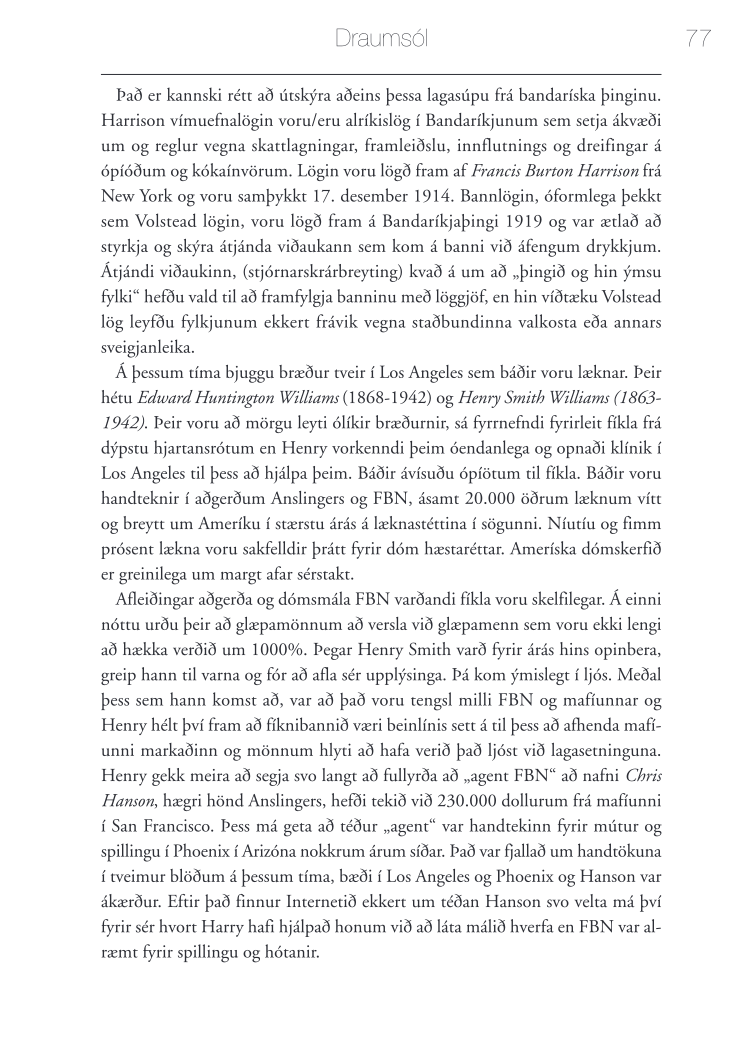 Draumsól 77
Það er kannski rétt að útskýra aðeins þessa lagasúpu frá bandaríska þinginu.
Harrison vímuefnalögin voru/eru alríkislög í Bandaríkjunum sem setja ákvæði
um og reglur vegna skattlagningar, framleiðslu, innflutnings og dreifingar á
ópíóðum og kókaínvörum. Lögin voru lögð fram af Francis Burton Harrison frá
New York og voru samþykkt 17. desember 1914. Bannlögin, óformlega þekkt
sem Volstead lögin, voru lögð fram á Bandaríkjaþingi 1919 og var ætlað að
styrkja og skýra átjánda viðaukann sem kom á banni við áfengum drykkjum.
Átjándi viðaukinn, (stjórnarskrárbreyting) kvað á um að „þingið og hin ýmsu
fylki“ hefðu vald til að framfylgja banninu með löggjöf, en hin víðtæku Volstead
lög leyfðu fylkjunum ekkert frávik vegna staðbundinna valkosta eða annars
sveigjanleika.
Á þessum tíma bjuggu bræður tveir í Los Angeles sem báðir voru læknar. Þeir
hétu Edward Huntington Williams (1868-1942) og Henry Smith Williams (1863-
1942). Þeir voru að mörgu leyti ólíkir bræðurnir, sá fyrrnefndi fyrirleit fíkla frá
dýpstu hjartansrótum en Henry vorkenndi þeim óendanlega og opnaði klínik í
Los Angeles til þess að hjálpa þeim. Báðir ávísuðu ópíötum til fíkla. Báðir voru
handteknir í aðgerðum Anslingers og FBN, ásamt 20.000 öðrum læknum vítt
og breytt um Ameríku í stærstu árás á læknastéttina í sögunni. Níutíu og fimm
prósent lækna voru sakfelldir þrátt fyrir dóm hæstaréttar. Ameríska dómskerfið
er greinilega um margt afar sérstakt.
Afleiðingar aðgerða og dómsmála FBN varðandi fíkla voru skelfilegar. Á einni
nóttu urðu þeir að glæpamönnum að versla við glæpamenn sem voru ekki lengi
að hækka verðið um 1000%. Þegar Henry Smith varð fyrir árás hins opinbera,
greip hann til varna og fór að afla sér upplýsinga. Þá kom ýmislegt í ljós. Meðal
þess sem hann komst að, var að það voru tengsl milli FBN og mafíunnar og
Henry hélt því fram að fíknibannið væri beinlínis sett á til þess að afhenda mafí-
unni markaðinn og mönnum hlyti að hafa verið það ljóst við lagasetninguna.
Henry gekk meira að segja svo langt að fullyrða að „agent FBN“ að nafni Chris
Hanson, hægri hönd Anslingers, hefði tekið við 230.000 dollurum frá mafíunni
í San Francisco. Þess má geta að téður „agent“ var handtekinn fyrir mútur og
spillingu í Phoenix í Arizóna nokkrum árum síðar. Það var fjallað um handtökuna
í tveimur blöðum á þessum tíma, bæði í Los Angeles og Phoenix og Hanson var
ákærður. Eftir það finnur Internetið ekkert um téðan Hanson svo velta má því
fyrir sér hvort Harry hafi hjálpað honum við að láta málið hverfa en FBN var al-
ræmt fyrir spillingu og hótanir.